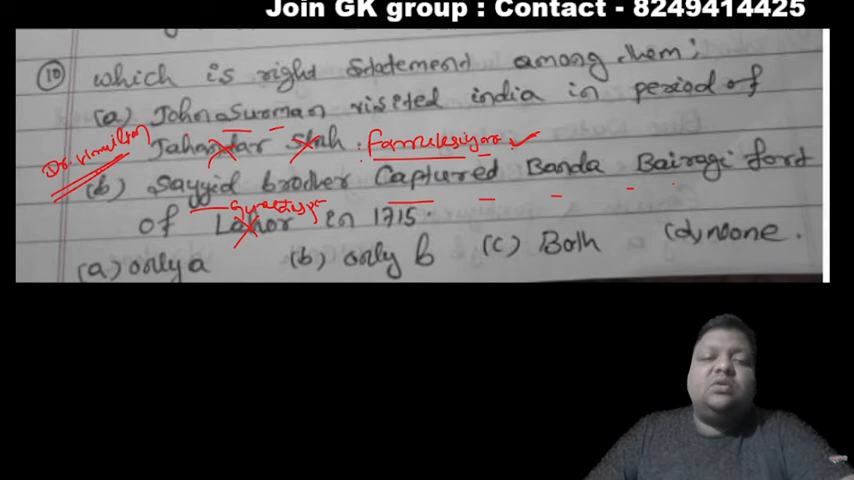 Join GK group : Contact - 8249414425
(10) which is right statement among them:
(a) John Surman visited india in period of
Jahandar Shah. Farrukhsiyar ✓
Dr. Hamilton
(b) Sayyid brother Captured Banda Bairagi fort
of Lahor in 1715.
(a) only a (b) only b (c) Both (d) none.